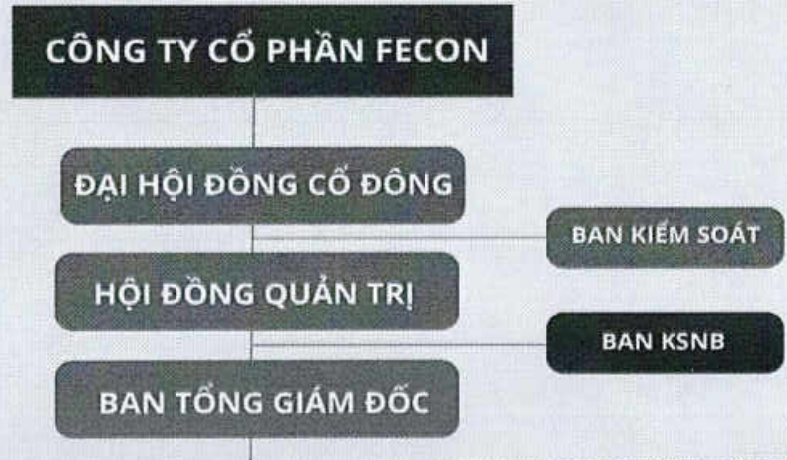 CÔNG TY CỔ PHẦN FECON
ĐẠI HỘI ĐỒNG CỔ ĐÔNG
BAN KIỂM SOÁT
HỘI ĐỒNG QUẢN TRỊ
BAN KSNB
BAN TỔNG GIÁM ĐỐC